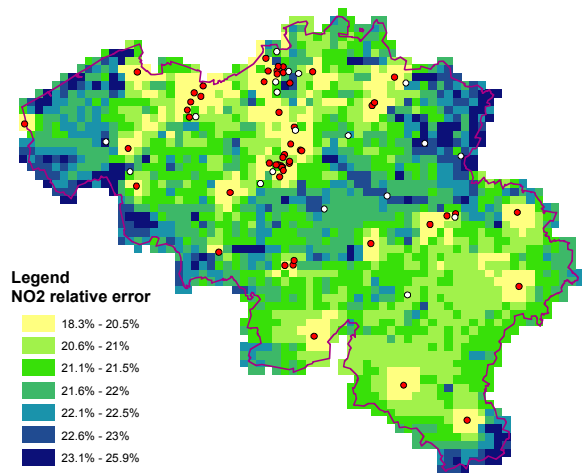 Legend
NO2 relative error
18.3% - 20.5%
20.6% - 21%
21.1% - 21.5%
21.6% - 22%
22.1% - 22.5%
22.6% - 23%
23.1% - 25.9%